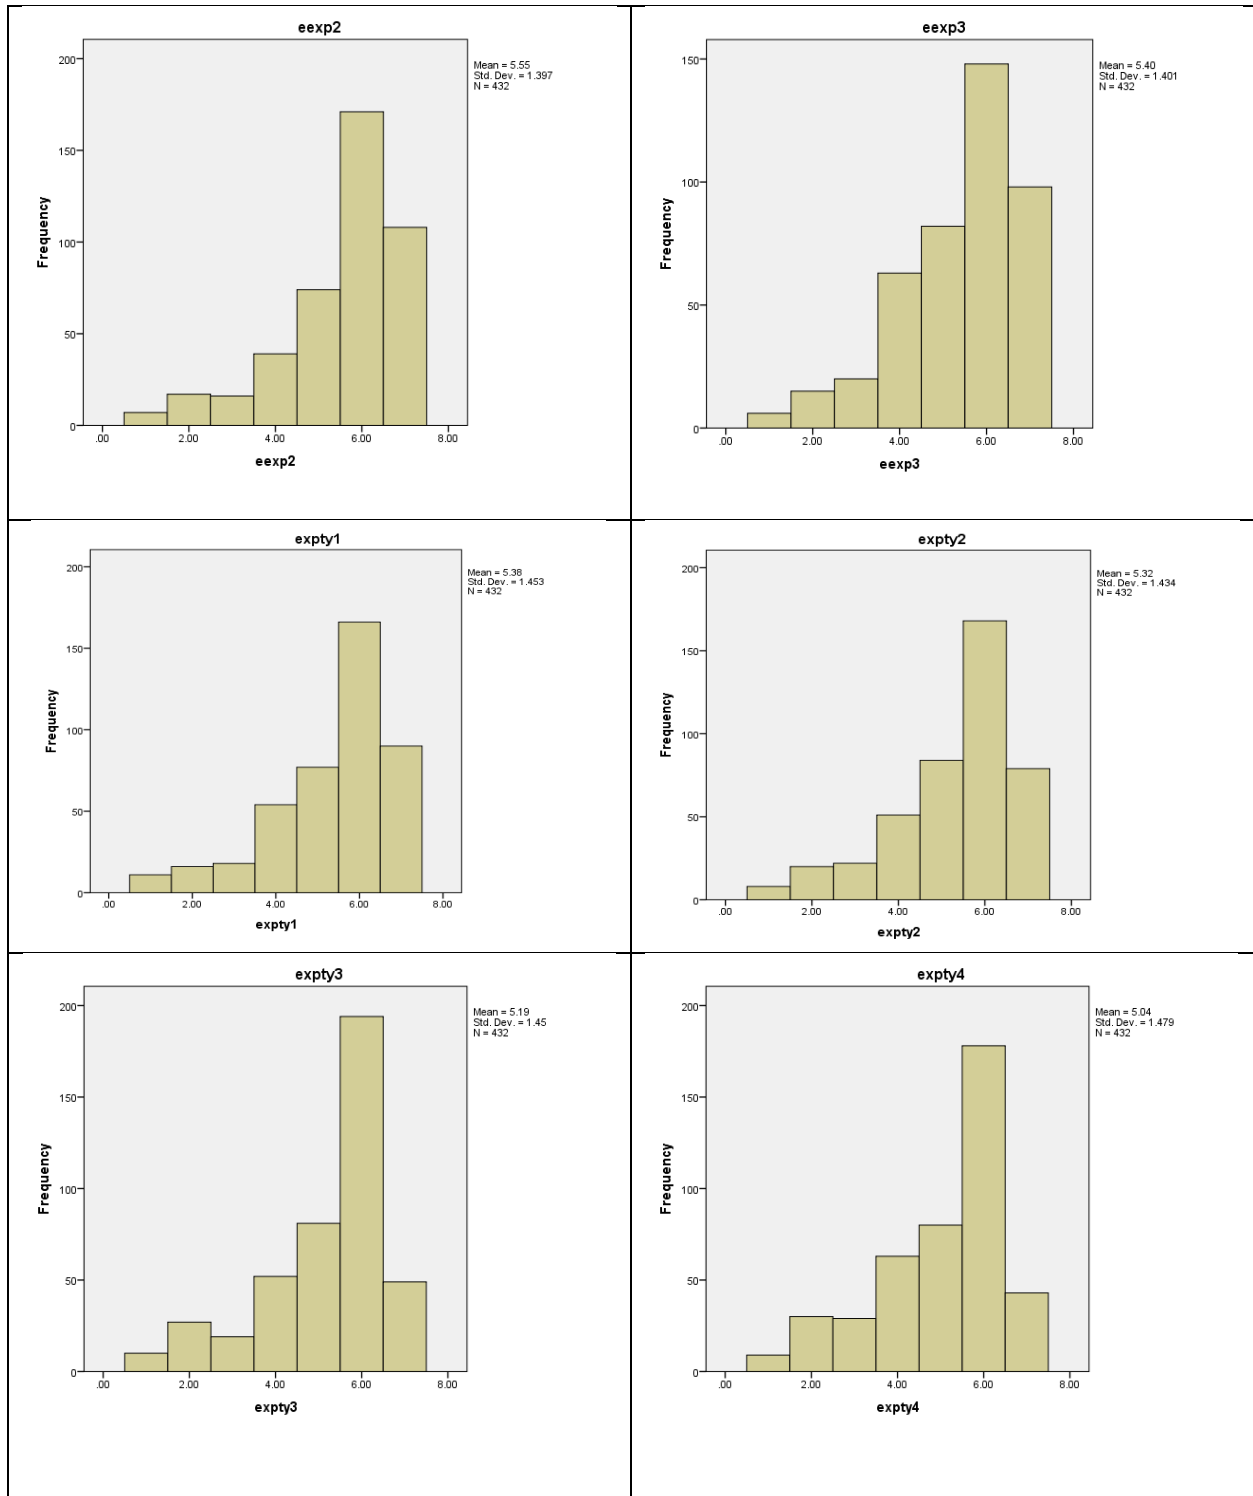 eexp2
200
150
100
50
0
Frequency
.00 2.00 4.00 6.00 8.00
eexp2
Mean = 5.55
Std. Dev. = 1.397
N = 432
eexp3
150
100
50
0
Frequency
.00 2.00 4.00 6.00 8.00
eexp3
Mean = 5.40
Std. Dev. = 1.401
N = 432
expty1
200
150
100
50
0
Frequency
.00 2.00 4.00 6.00 8.00
expty1
Mean = 5.38
Std. Dev. = 1.453
N = 432
expty2
200
150
100
50
0
Frequency
.00 2.00 4.00 6.00 8.00
expty2
Mean = 5.32
Std. Dev. = 1.434
N = 432
expty3
200
150
100
50
0
Frequency
.00 2.00 4.00 6.00 8.00
expty3
Mean = 5.19
Std. Dev. = 1.45
N = 432
expty4
200
150
100
50
0
Frequency
.00 2.00 4.00 6.00 8.00
expty4
Mean = 5.04
Std. Dev. = 1.479
N = 432